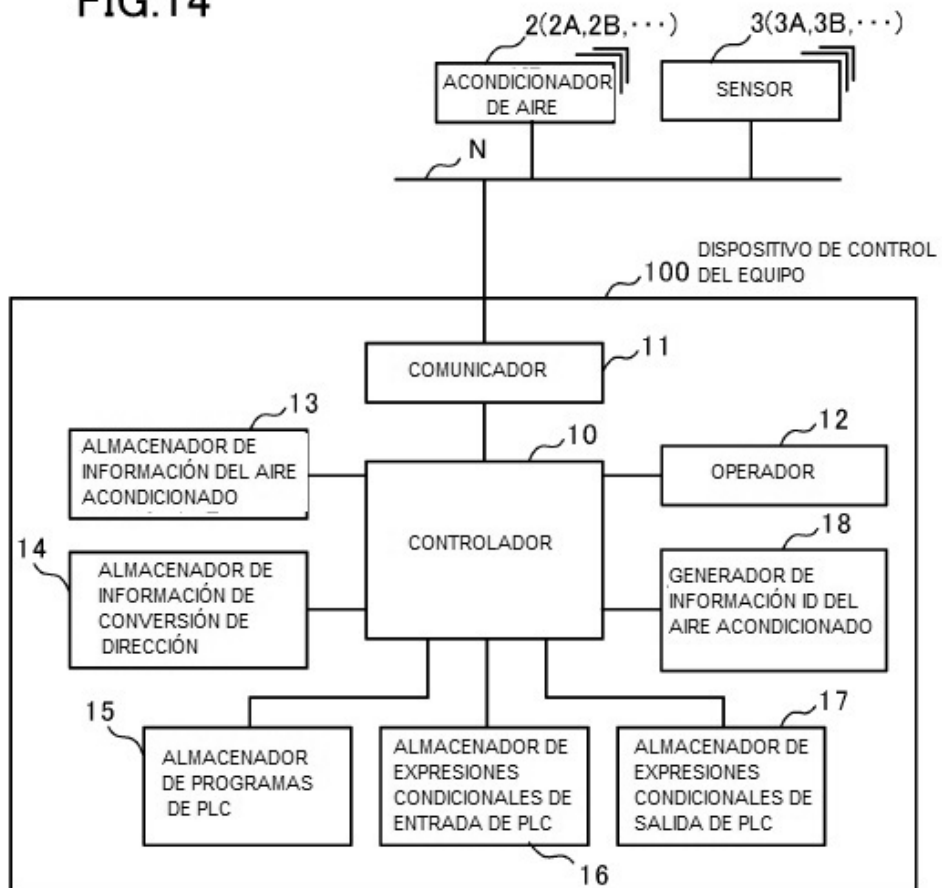 FIG.14
2(2A,2B,···)
3(3A,3B,···)
ACONDICIONADOR
DE AIRE
SENSOR
N
DISPOSITIVO DE CONTROL
DEL EQUIPO
100
COMUNICADOR
11
13
10
12
ALMACENADOR DE
INFORMACIÓN DEL AIRE
ACONDICIONADO
CONTROLADOR
OPERADOR
14
ALMACENADOR DE
INFORMACIÓN DE
CONVERSIÓN DE
DIRECCIÓN
18
GENERADOR DE
INFORMACIÓN ID DEL
AIRE ACONDICIONADO
15
ALMACENADOR
DE PROGRAMAS
DE PLC
ALMACENADOR DE
EXPRESIONES
CONDICIONALES DE
ENTRADA DE PLC
16
17
ALMACENADOR DE
EXPRESIONES
CONDICIONALES DE
SALIDA DE PLC